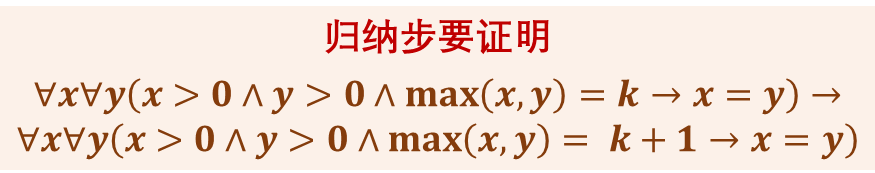 归纳步要证明
∀x∀y(x > 0 ∧ y > 0 ∧ max(x, y) = k → x = y) →
∀x∀y(x > 0 ∧ y > 0 ∧ max(x, y) = k + 1 → x = y)